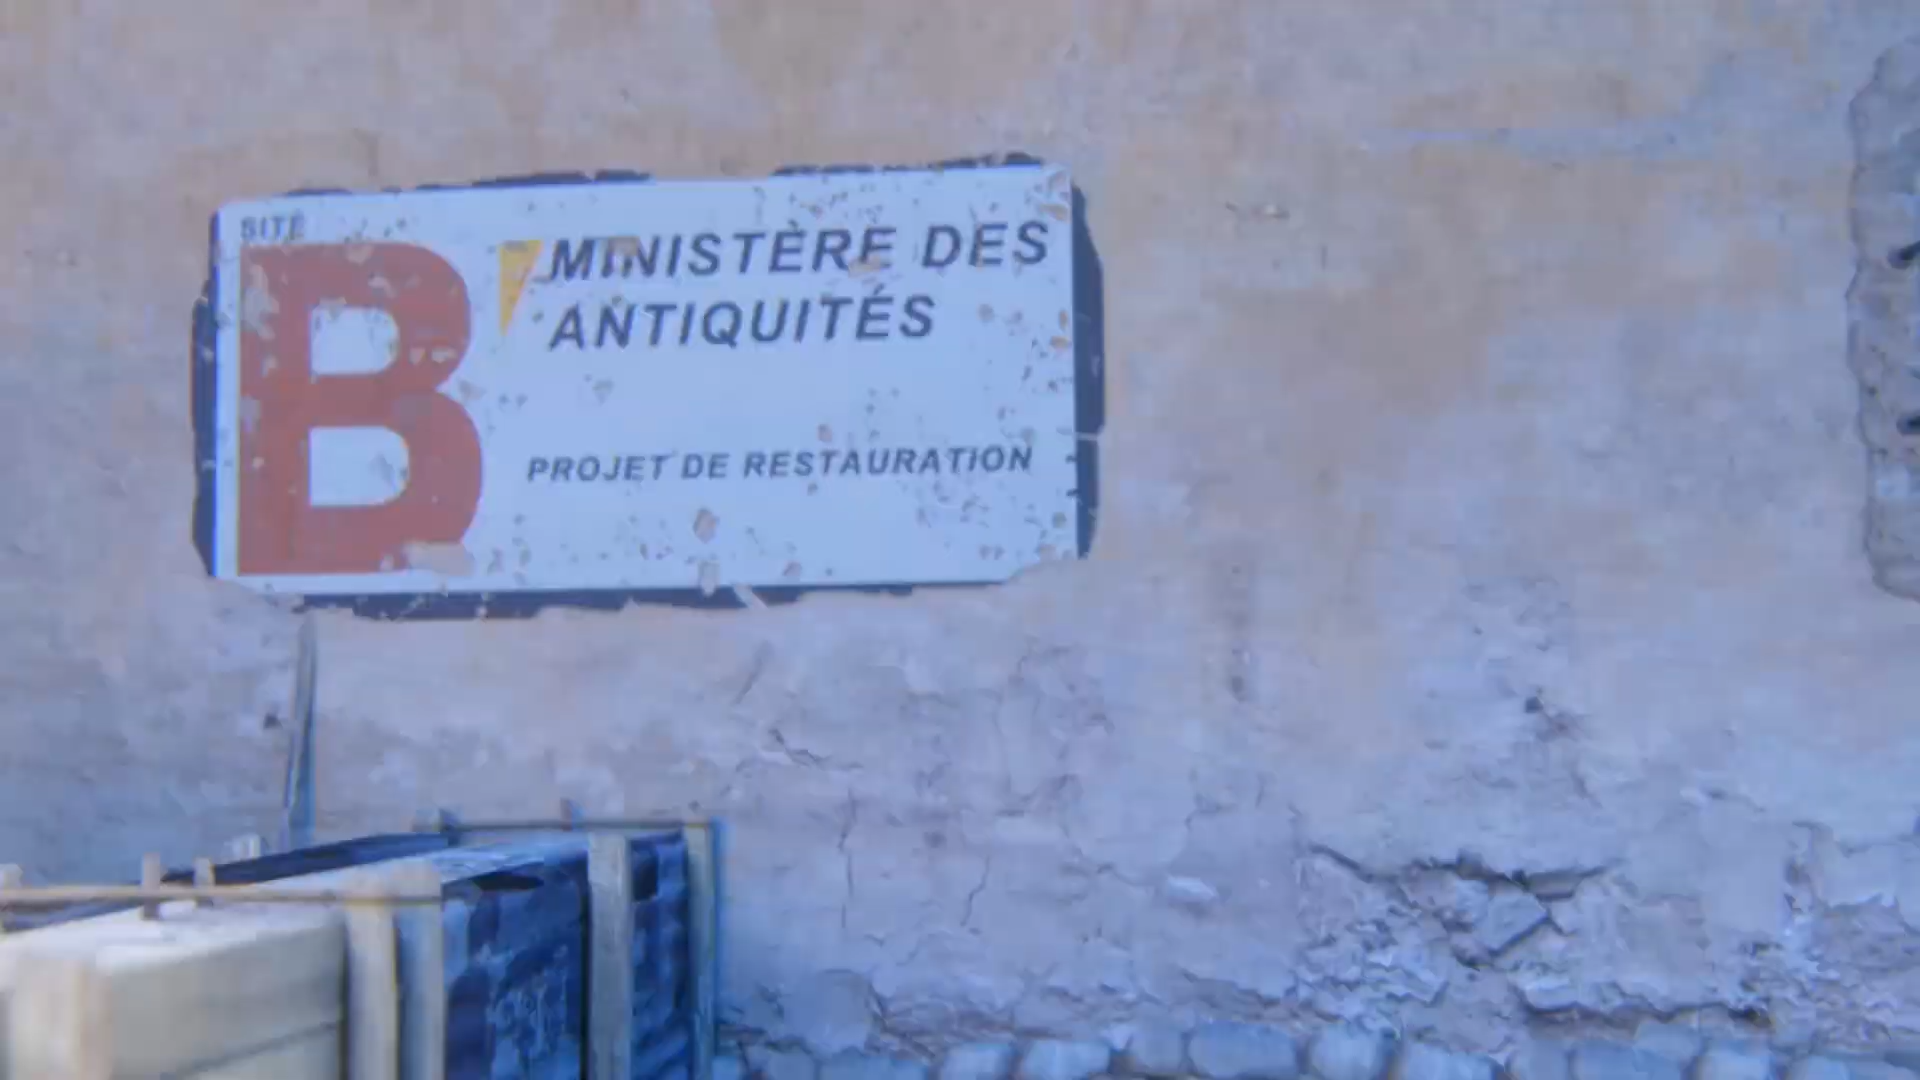 SITE
B
MINISTÈRE DES
ANTIQUITÉS
PROJET DE RESTAURATION